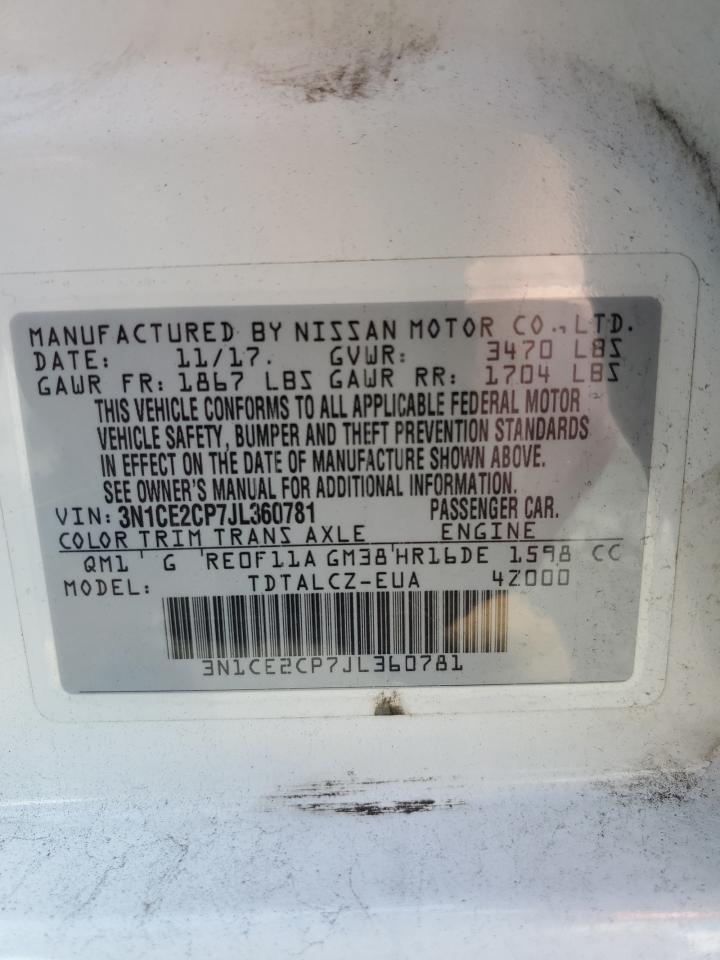 MANUFACTURED BY NISSAN MOTOR CO., LTD.
DATE: 11/17. GVWR: 3470 LBS
GAWR FR: 1867 LBS GAWR RR: 1704 LBS
THIS VEHICLE CONFORMS TO ALL APPLICABLE FEDERAL MOTOR
VEHICLE SAFETY, BUMPER AND THEFT PREVENTION STANDARDS
IN EFFECT ON THE DATE OF MANUFACTURE SHOWN ABOVE.
SEE OWNER'S MANUAL FOR ADDITIONAL INFORMATION.
VIN: 3N1CE2CP7JL360781 PASSENGER CAR.
COLOR TRIM TRANS AXLE ENGINE
QM1 ' G 'RE0F11A GM38'HR16DE 1598 CC
MODEL: TDTALCZ-EUA 4Z000
3N1CE2CP7JL360781